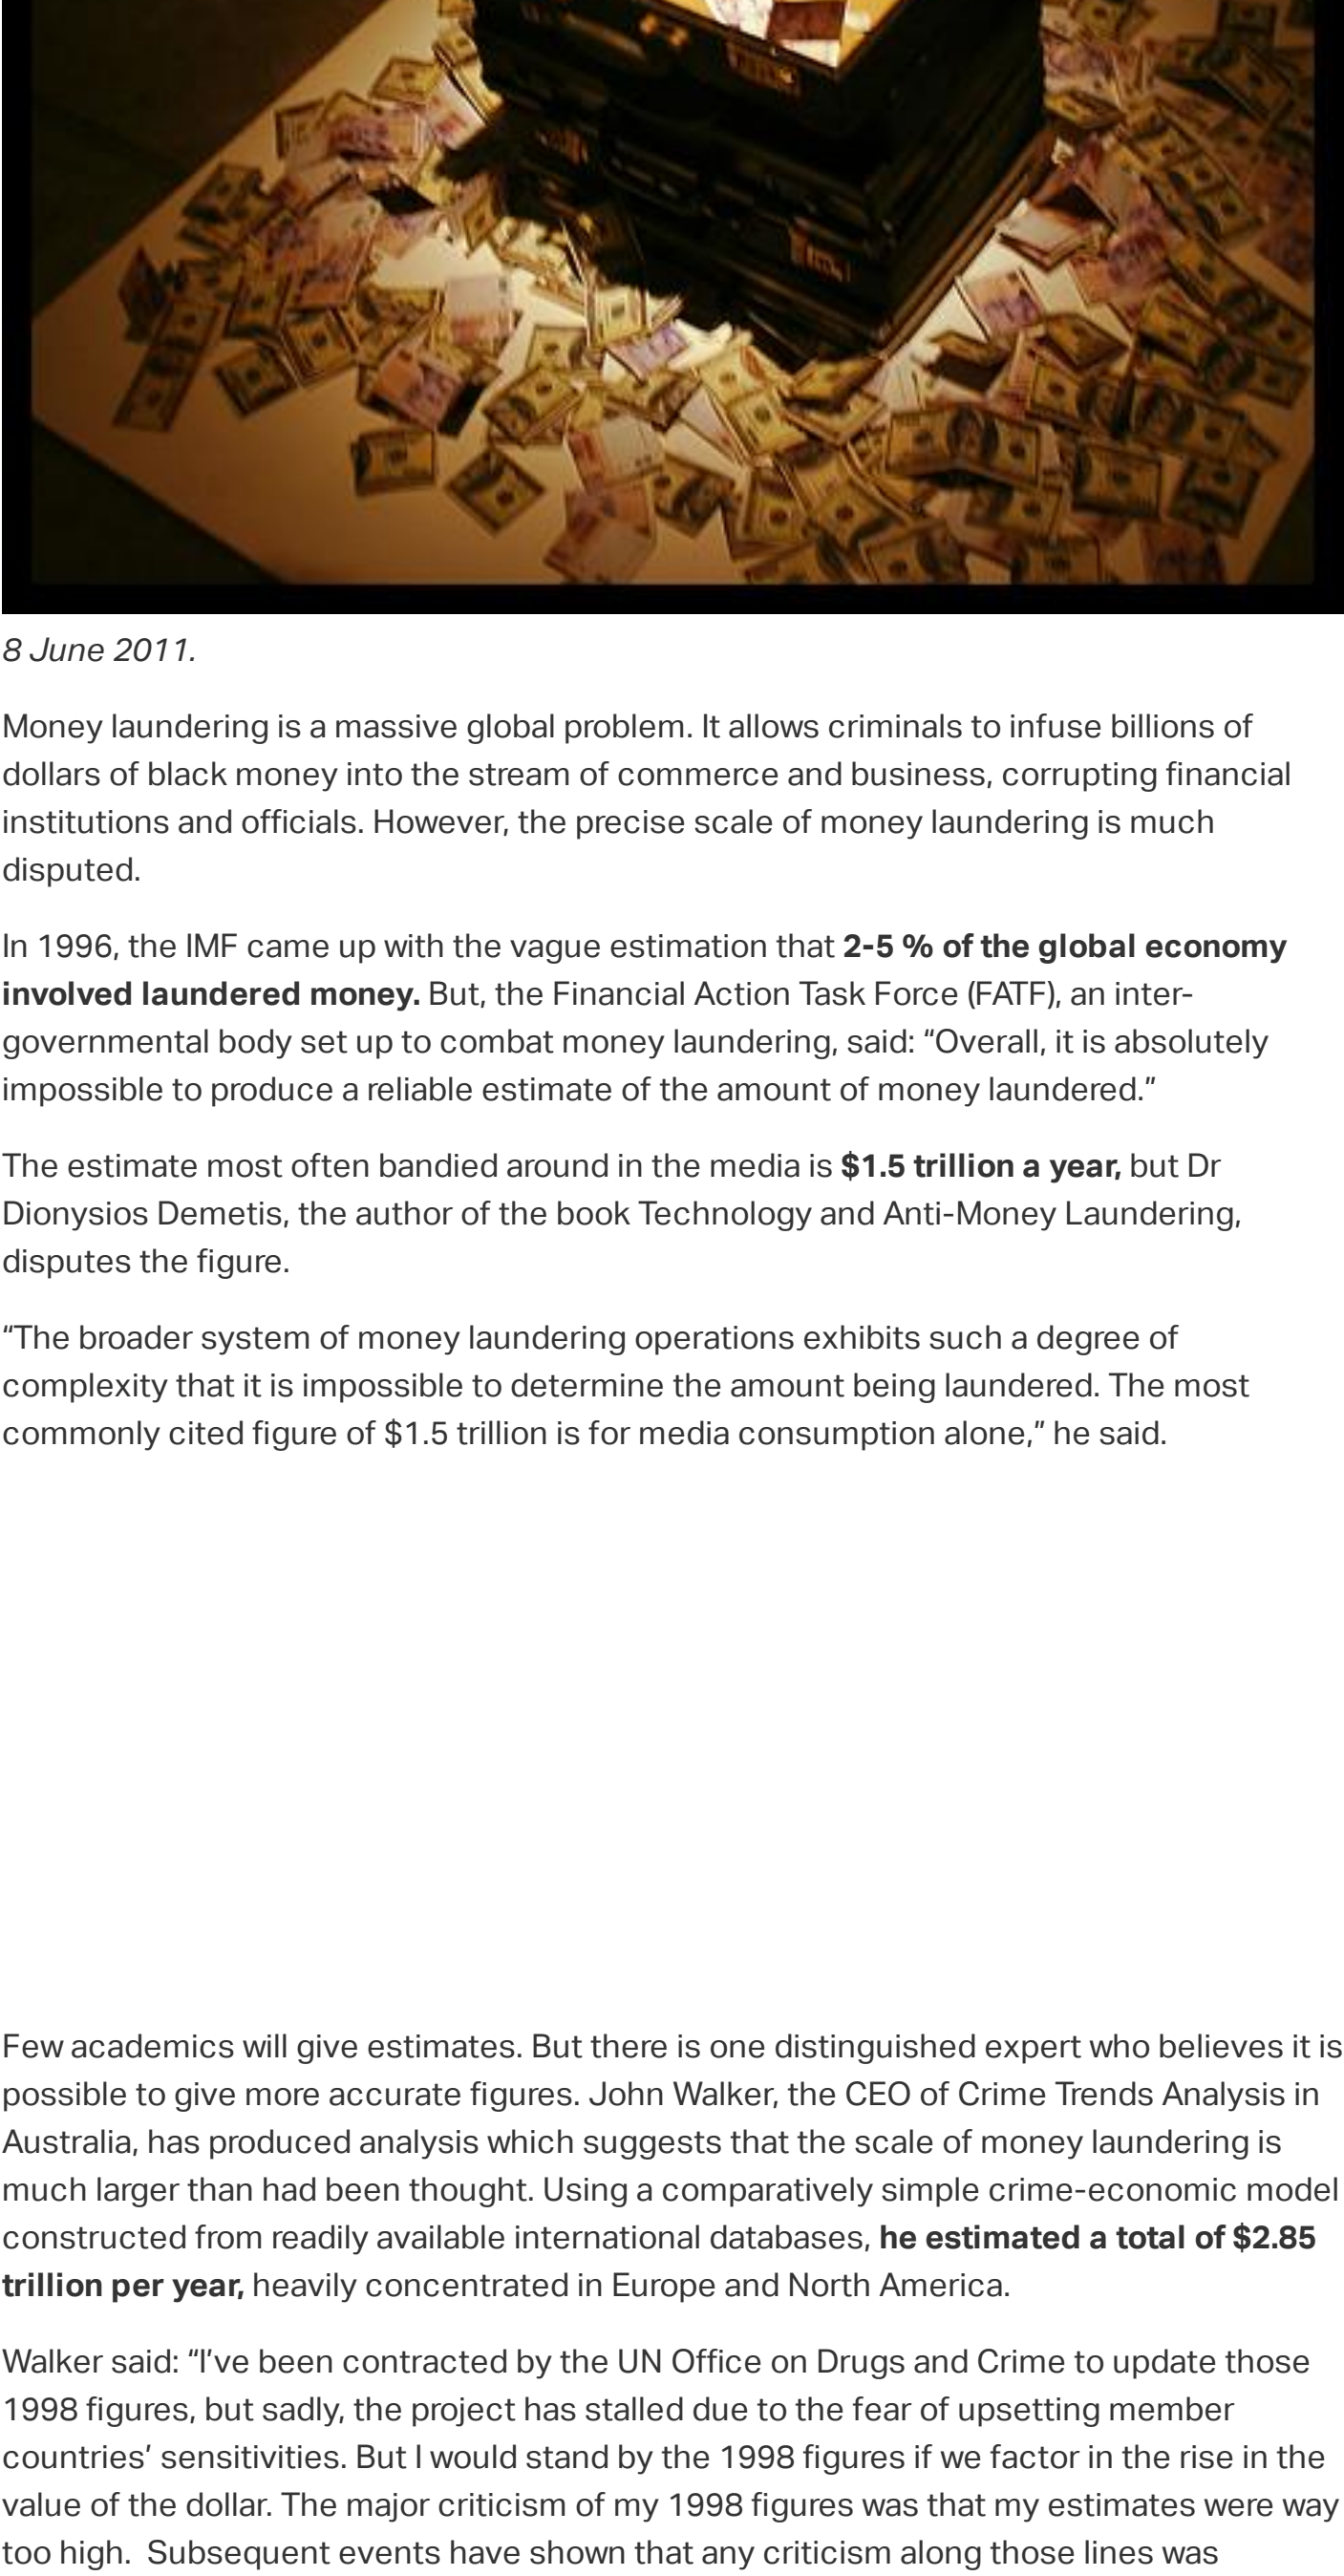 8 June 2011.
Money laundering is a massive global problem. It allows criminals to infuse billions of
dollars of black money into the stream of commerce and business, corrupting financial
institutions and officials. However, the precise scale of money laundering is much
disputed.
In 1996, the IMF came up with the vague estimation that 2-5 % of the global economy
involved laundered money. But, the Financial Action Task Force (FATF), an inter-
governmental body set up to combat money laundering, said: “Overall, it is absolutely
impossible to produce a reliable estimate of the amount of money laundered.”
The estimate most often bandied around in the media is $1.5 trillion a year, but Dr
Dionysios Demetis, the author of the book Technology and Anti-Money Laundering,
disputes the figure.
“The broader system of money laundering operations exhibits such a degree of
complexity that it is impossible to determine the amount being laundered. The most
commonly cited figure of $1.5 trillion is for media consumption alone,” he said.
Few academics will give estimates. But there is one distinguished expert who believes it is
possible to give more accurate figures. John Walker, the CEO of Crime Trends Analysis in
Australia, has produced analysis which suggests that the scale of money laundering is
much larger than had been thought. Using a comparatively simple crime-economic model
constructed from readily available international databases, he estimated a total of $2.85
trillion per year, heavily concentrated in Europe and North America.
Walker said: “I’ve been contracted by the UN Office on Drugs and Crime to update those
1998 figures, but sadly, the project has stalled due to the fear of upsetting member
countries’ sensitivities. But I would stand by the 1998 figures if we factor in the rise in the
value of the dollar. The major criticism of my 1998 figures was that my estimates were way
too high.  Subsequent events have shown that any criticism along those lines was